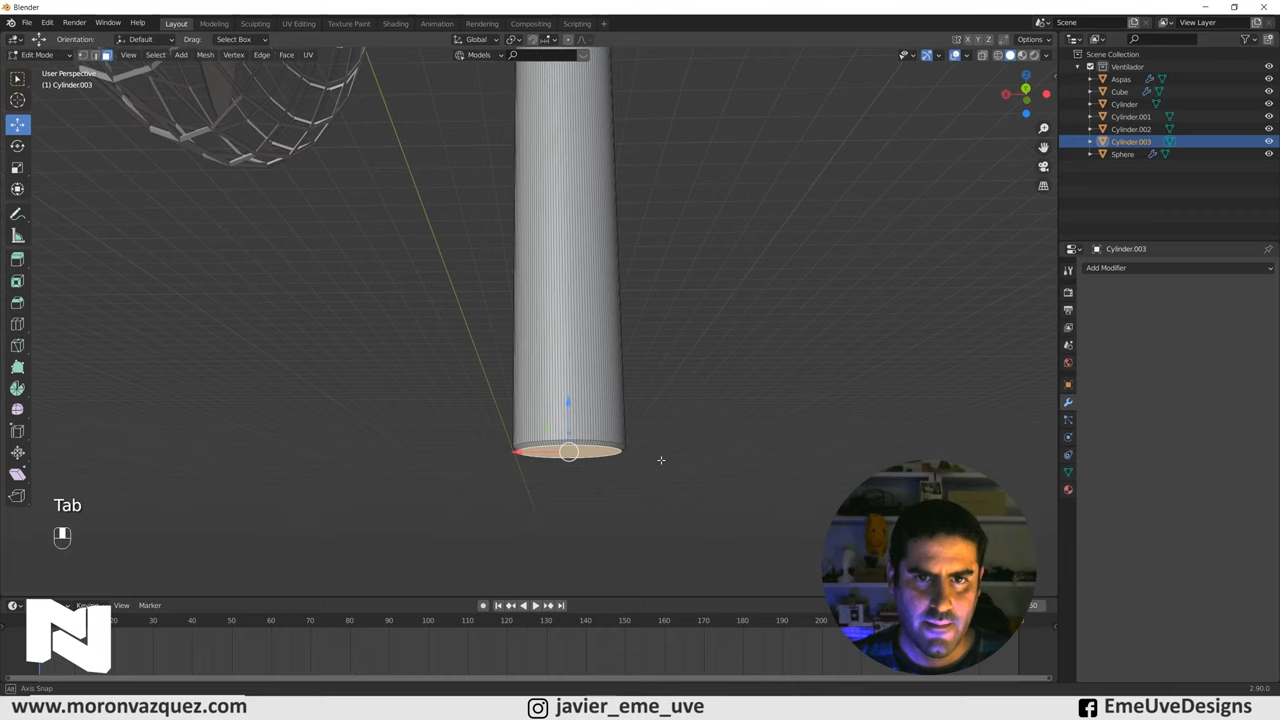 Blender
File Edit Render Window Help Layout Modeling Sculpting UV Editing Texture Paint Shading Animation Rendering Compositing Scripting + Scene View Layer
Orientation: Default Drag: Select Box Global Options
Edit Mode View Select Add Mesh Vertex Edge Face UV Models
User Perspective
(1) Cylinder.003
Scene Collection
Ventilador
Aspas
Cube
Cylinder
Cylinder.001
Cylinder.002
Cylinder.003
Sphere
Cylinder.003
Add Modifier
Tab
View Marker
20 30 40 50 60 70 80 90 100 110 120 130 140 150 160 170 180 190 200
Axis Snap 2.90.0
www.moronvazquez.com javier_eme_uve EmeUveDesigns